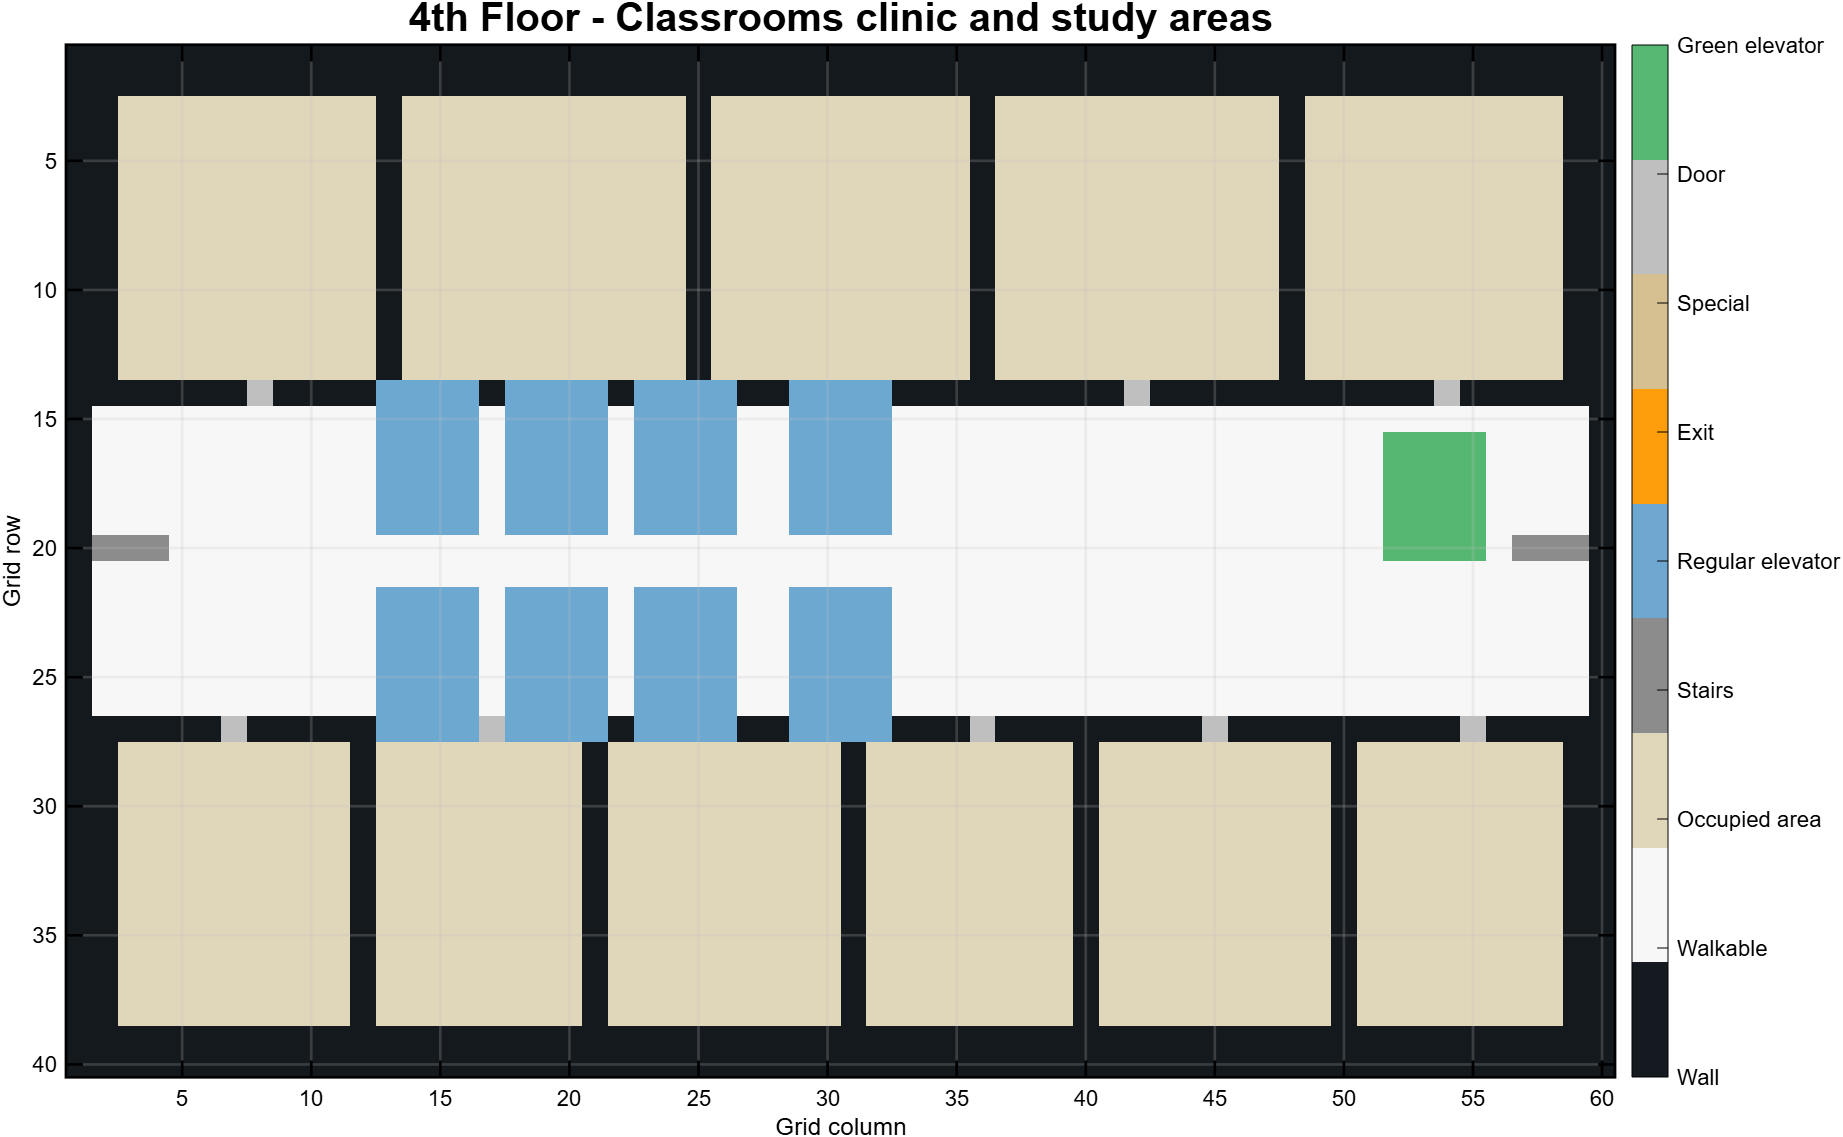 4th Floor - Classrooms clinic and study areas
Green elevator
Door
Special
Exit
Regular elevator
Stairs
Occupied area
Walkable
Wall
Grid row
5
10
15
20
25
30
35
40
5 10 15 20 25 30 35 40 45 50 55 60
Grid column